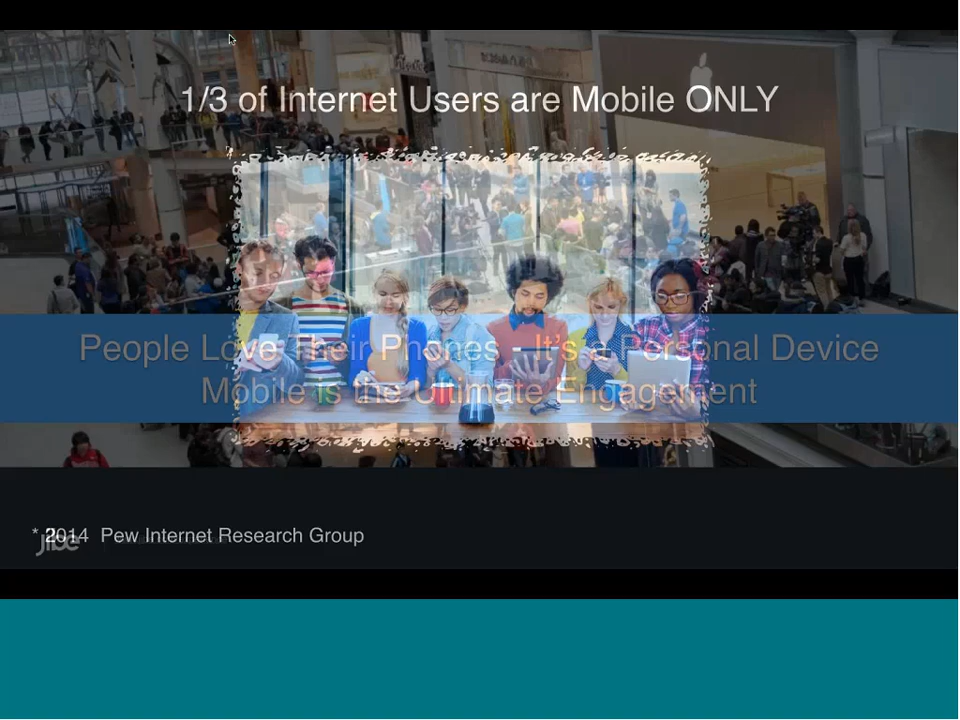 1/3 of Internet Users are Mobile ONLY
People Love Their Phones. It's a Personal Device
Mobile is the Ultimate Engagement
* 2014 Pew Internet Research Group
jibe